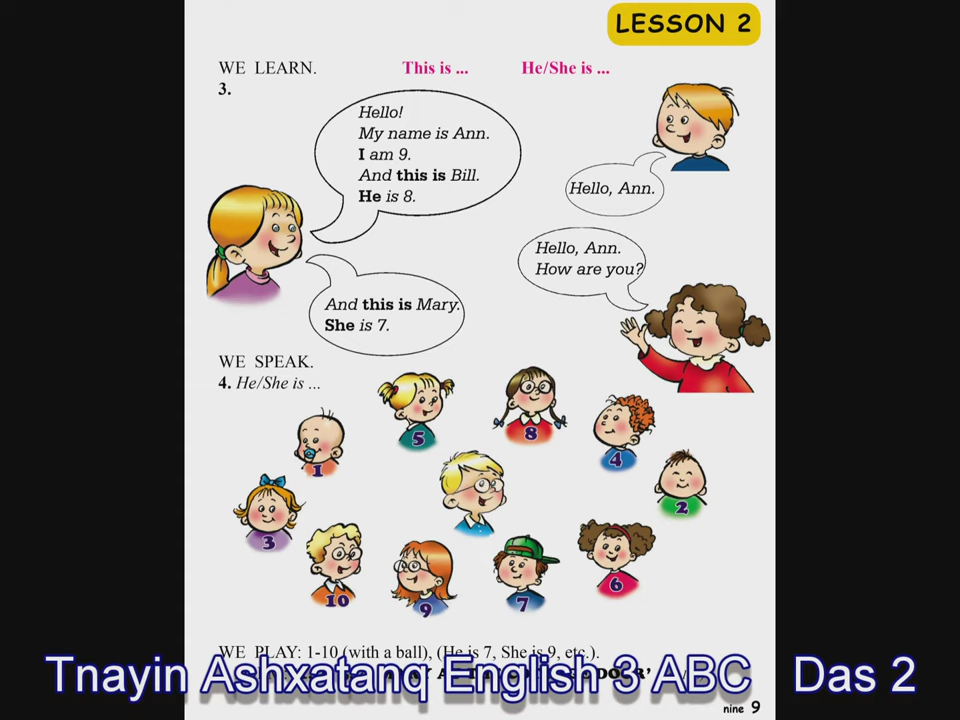 LESSON 2
WE LEARN. This is ... He/She is ...
3.
Hello!
My name is Ann.
I am 9.
And this is Bill.
He is 8.
Hello, Ann.
Hello, Ann.
How are you?
And this is Mary.
She is 7.
WE SPEAK.
4. He/She is ...
5
8
1
4
2
3
10
9
7
6
WE PLAY: 1-10 (with a ball), (He is 7, She is 9, etc.).
Tnayin Ashxatanq English 3 ABC Das 2
nine 9